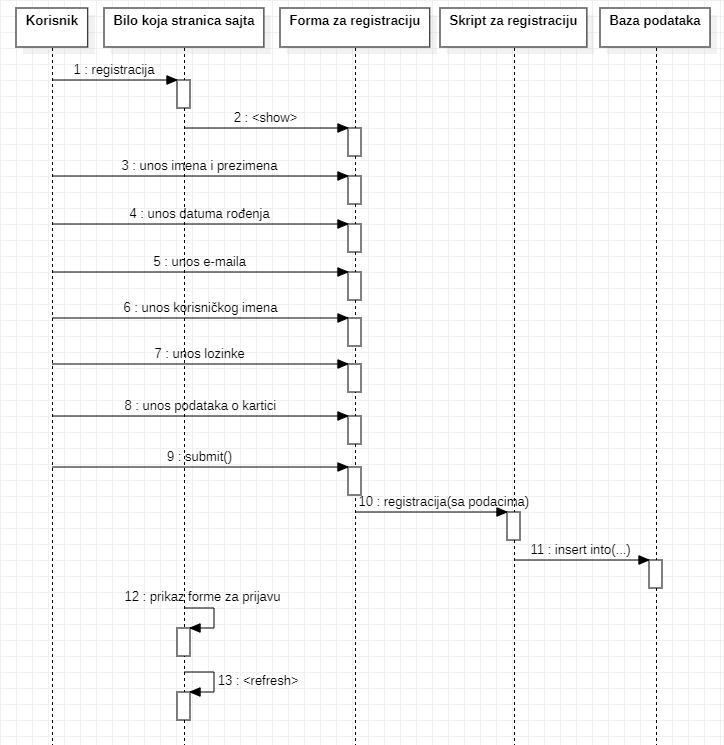 Korisnik
Bilo koja stranica sajta
Forma za registraciju
Skript za registraciju
Baza podataka
1 : registracija
2 : <show>
3 : unos imena i prezimena
4 : unos datuma rođenja
5 : unos e-maila
6 : unos korisničkog imena
7 : unos lozinke
8 : unos podataka o kartici
9 : submit()
10 : registracija(sa podacima)
11 : insert into(...)
12 : prikaz forme za prijavu
13 : <refresh>